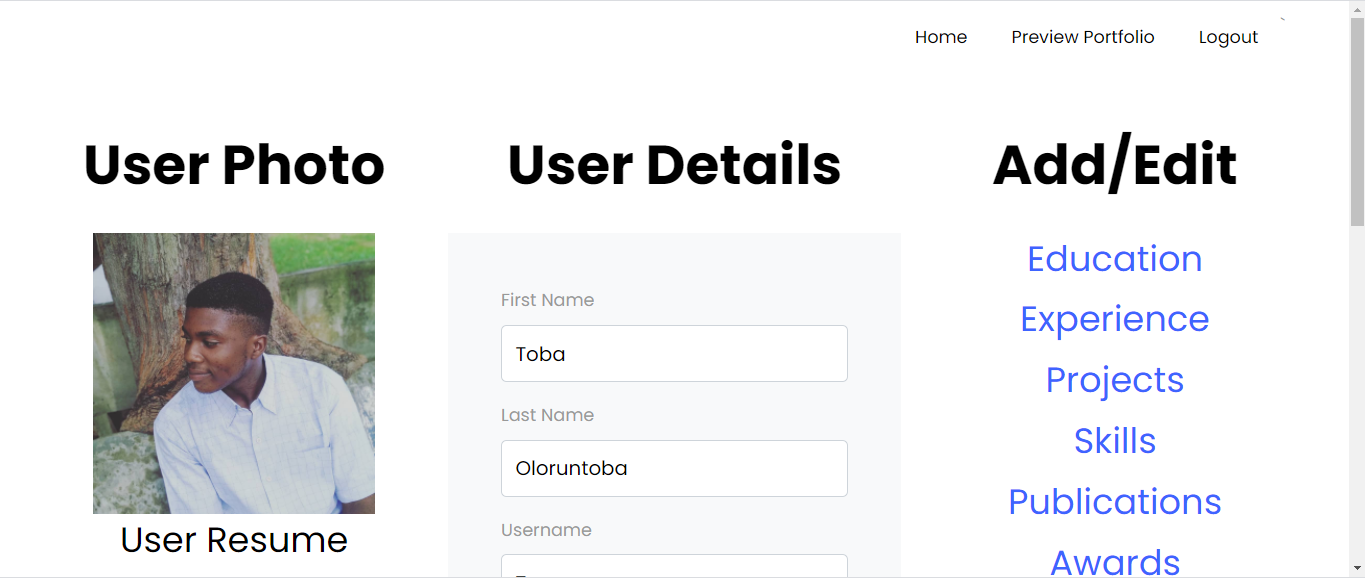 Home Preview Portfolio Logout
User Photo
User Resume
User Details
First Name
Toba
Last Name
Oloruntoba
Username
Add/Edit
Education
Experience
Projects
Skills
Publications
Awards